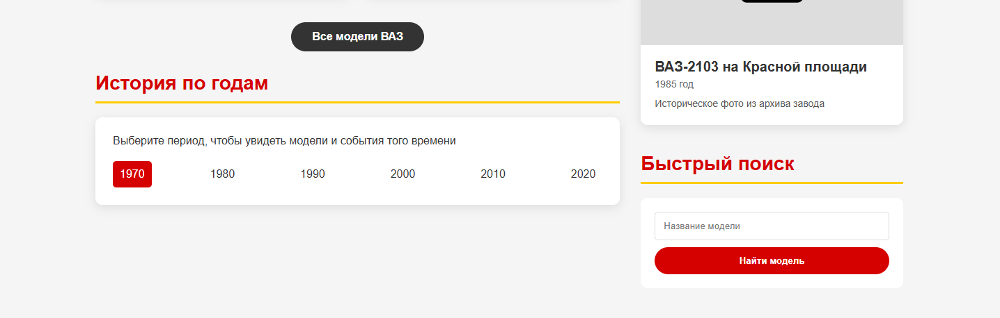 Все модели ВАЗ
История по годам
Выберите период, чтобы увидеть модели и события того времени
1970 1980 1990 2000 2010 2020
ВАЗ-2103 на Красной площади
1985 год
Историческое фото из архива завода
Быстрый поиск
Название модели
Найти модель